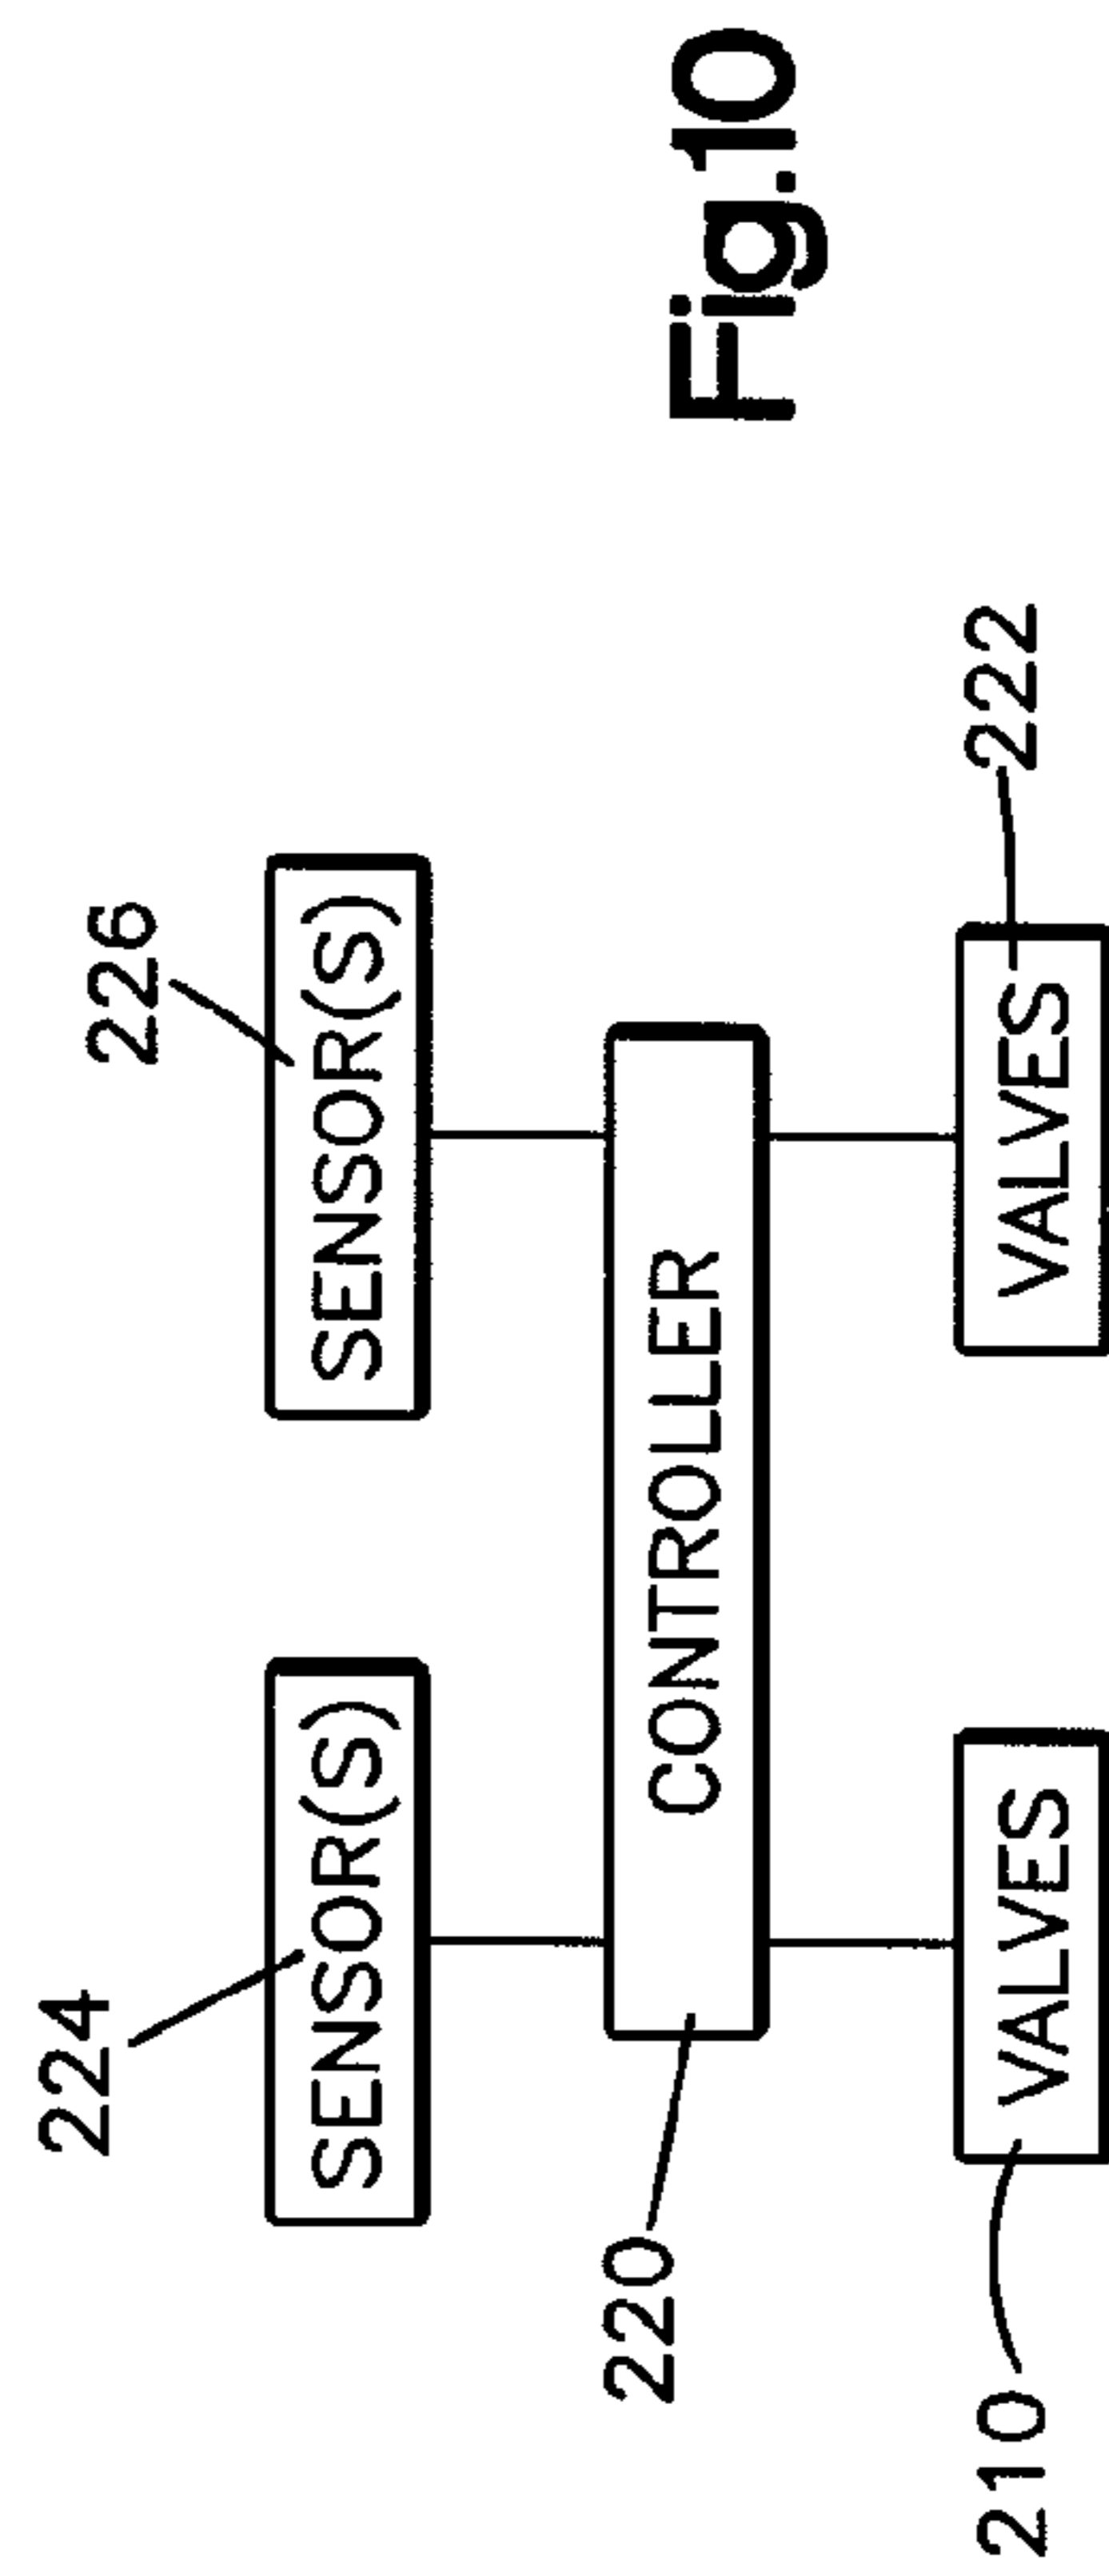 224
226
SENSOR(S)
SENSOR(S)
220
CONTROLLER
Fig.10
210
VALVES
VALVES
222